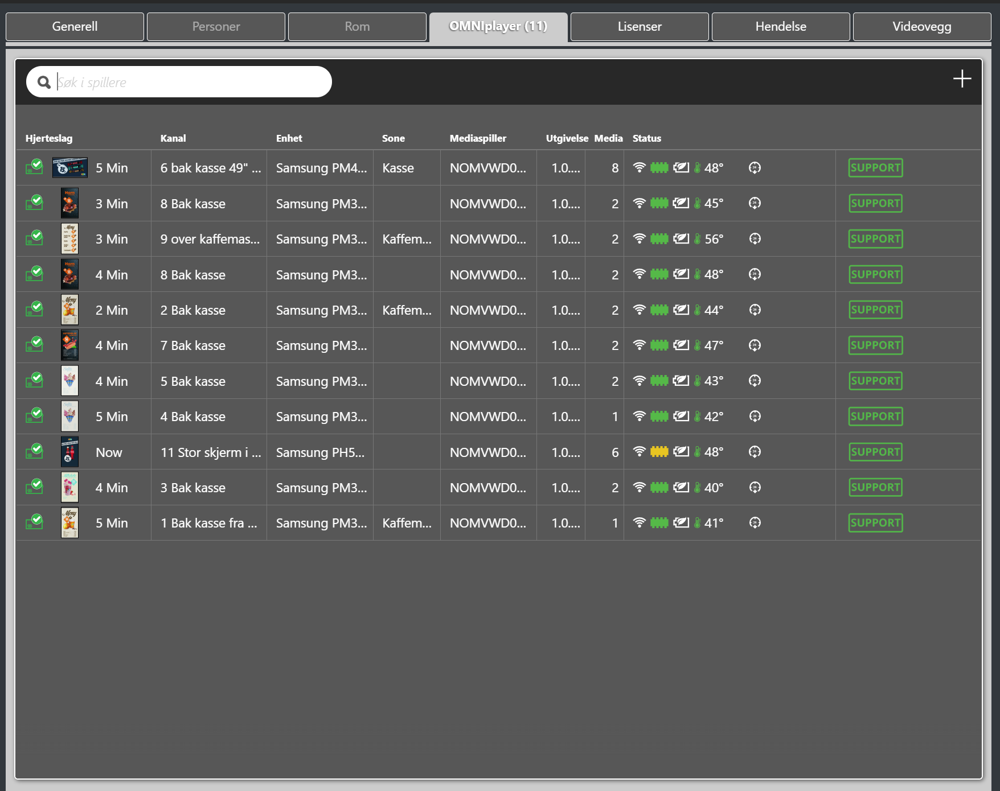 Generell Personer Rom OMNIplayer (11) Lisenser Hendelse Videovegg
Søk i spillere
Hjerteslag Kanal Enhet Sone Mediaspiller Utgivelse Media Status
5 Min 6 bak kasse 49" ... Samsung PM4... Kasse NOMVWD0... 1.0.... 8 48° SUPPORT
3 Min 8 Bak kasse Samsung PM3... NOMVWD0... 1.0.... 2 45° SUPPORT
3 Min 9 over kaffemas... Samsung PM3... Kaffem... NOMVWD0... 1.0.... 2 56° SUPPORT
4 Min 8 Bak kasse Samsung PM3... NOMVWD0... 1.0.... 2 48° SUPPORT
2 Min 2 Bak kasse Samsung PM3... Kaffem... NOMVWD0... 1.0.... 2 44° SUPPORT
4 Min 7 Bak kasse Samsung PM3... NOMVWD0... 1.0.... 2 47° SUPPORT
4 Min 5 Bak kasse Samsung PM3... NOMVWD0... 1.0.... 2 43° SUPPORT
5 Min 4 Bak kasse Samsung PM3... NOMVWD0... 1.0.... 1 42° SUPPORT
Now 11 Stor skjerm i ... Samsung PH5... NOMVWD0... 1.0.... 6 48° SUPPORT
4 Min 3 Bak kasse Samsung PM3... NOMVWD0... 1.0.... 2 40° SUPPORT
5 Min 1 Bak kasse fra ... Samsung PM3... Kaffem... NOMVWD0... 1.0.... 1 41° SUPPORT